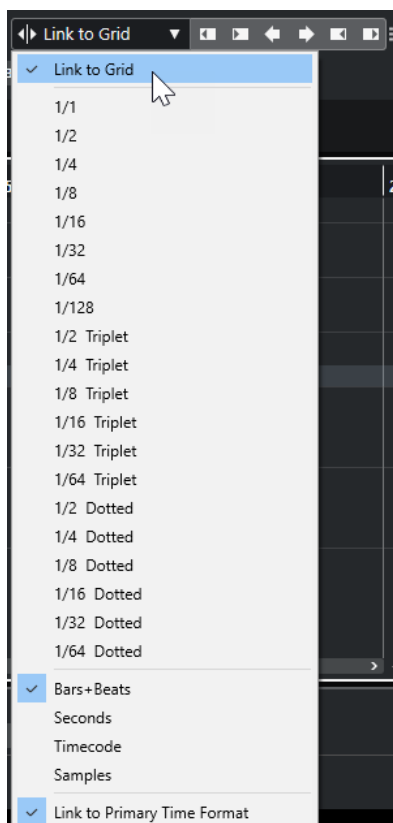 Link to Grid
Link to Grid
1/1
1/2
1/4
1/8
1/16
1/32
1/64
1/128
1/2 Triplet
1/4 Triplet
1/8 Triplet
1/16 Triplet
1/32 Triplet
1/64 Triplet
1/2 Dotted
1/4 Dotted
1/8 Dotted
1/16 Dotted
1/32 Dotted
1/64 Dotted
Bars+Beats
Seconds
Timecode
Samples
Link to Primary Time Format